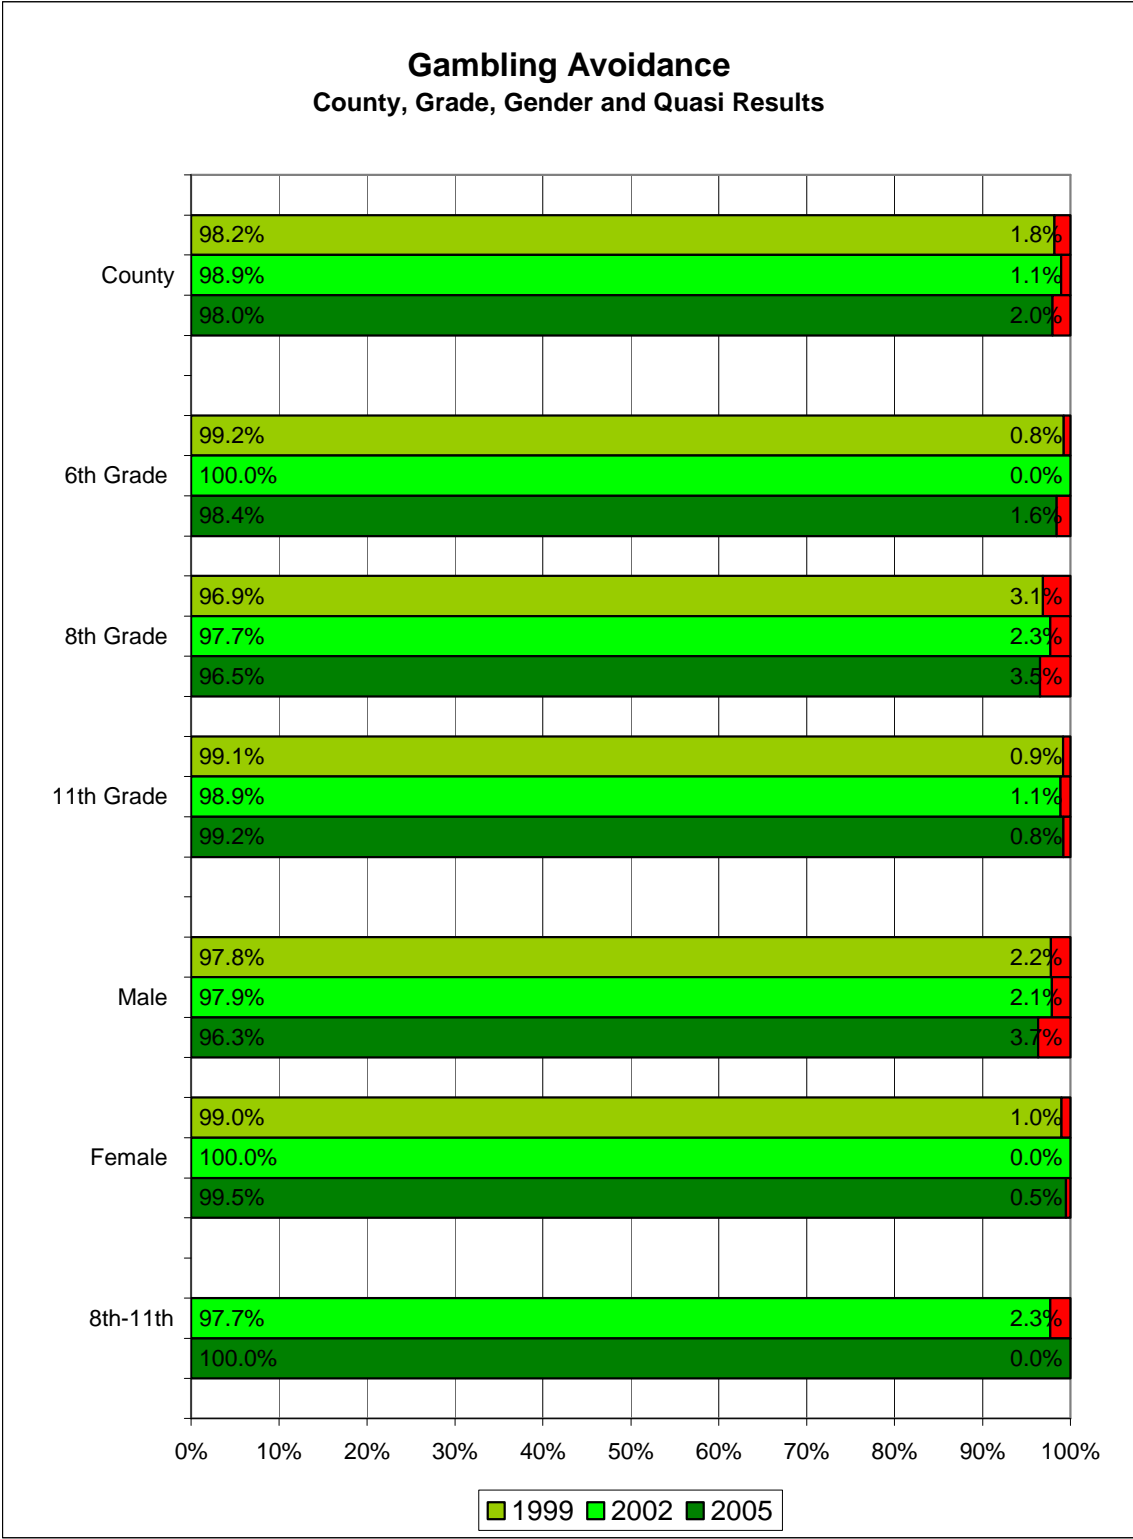 Gambling Avoidance
County, Grade, Gender and Quasi Results
98.2% 1.8%
County 98.9% 1.1%
98.0% 2.0%
99.2% 0.8%
6th Grade 100.0% 0.0%
98.4% 1.6%
96.9% 3.1%
8th Grade 97.7% 2.3%
96.5% 3.5%
99.1% 0.9%
11th Grade 98.9% 1.1%
99.2% 0.8%
97.8% 2.2%
Male 97.9% 2.1%
96.3% 3.7%
99.0% 1.0%
Female 100.0% 0.0%
99.5% 0.5%
8th-11th 97.7% 2.3%
100.0% 0.0%
0% 10% 20% 30% 40% 50% 60% 70% 80% 90% 100%
1999 2002 2005